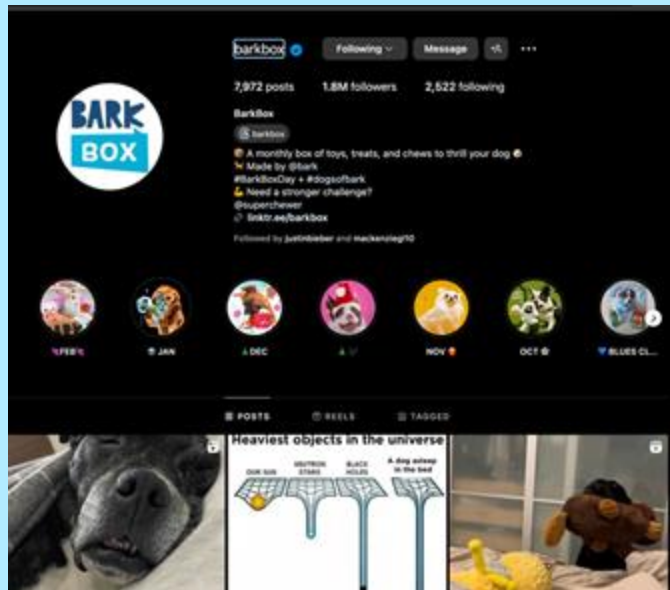 barkbox
Following
Message
7,972 posts 1.8M followers 2,522 following
BarkBox
barkbox
A monthly box of toys, treats, and chews to thrill your dog
Made by @bark
#BarkBoxDay + #dogsofbark
Need a stronger challenge?
@superchewer
linktr.ee/barkbox
Followed by justinbieber and mackenziegl10
BARK
BOX
FEB
JAN
DEC
NOV
OCT
BLUES CL...
POSTS
REELS
TAGGED
Heaviest objects in the universe
OUR SUN
NEUTRON
STARS
BLACK
HOLES
A dog asleep
in the bed